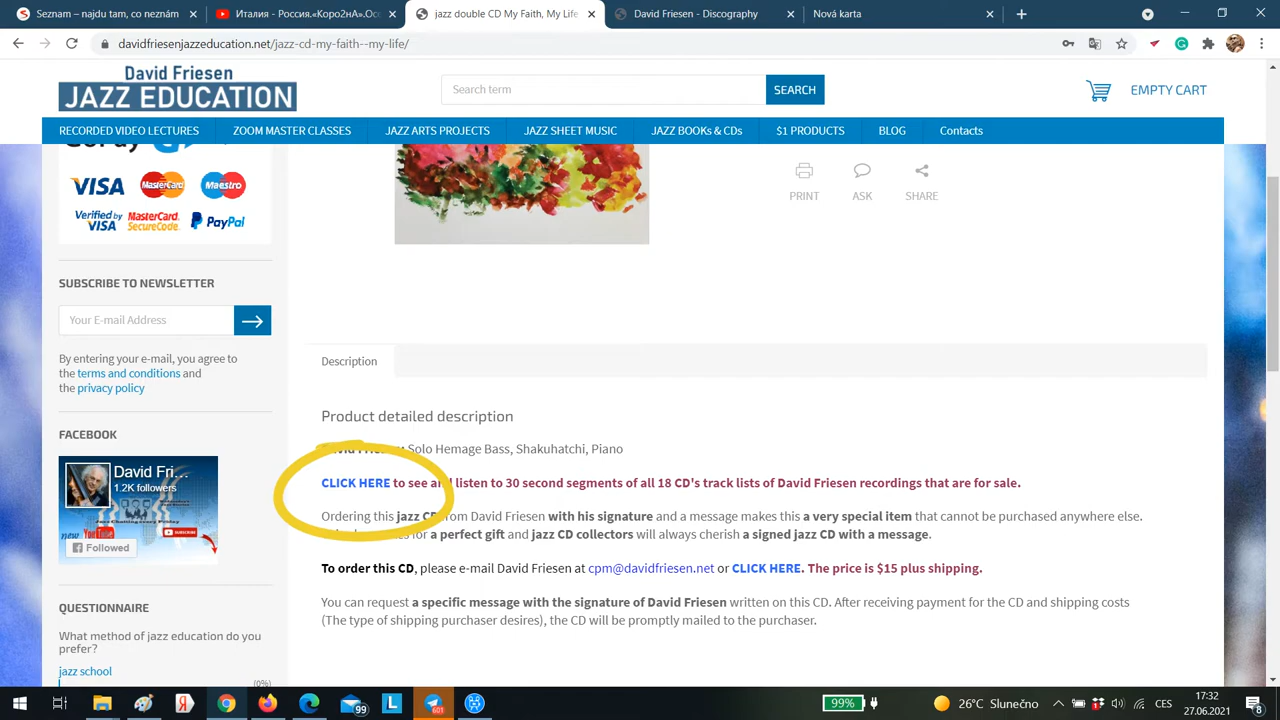 Seznam – najdu tam, co neznám
Италия - Россия.«Коро2нА».Ос
jazz double CD My Faith, My Life
David Friesen - Discography
Nová karta
davidfriesenjazzeducation.net/jazz-cd-my-faith--my-life/
David Friesen
JAZZ EDUCATION
Search term
SEARCH
EMPTY CART
RECORDED VIDEO LECTURES
ZOOM MASTER CLASSES
JAZZ ARTS PROJECTS
JAZZ SHEET MUSIC
JAZZ BOOKs & CDs
$1 PRODUCTS
BLOG
Contacts
VISA
MasterCard
Maestro
Verified by VISA
MasterCard. SecureCode.
PayPal
PRINT
ASK
SHARE
SUBSCRIBE TO NEWSLETTER
Your E-mail Address
By entering your e-mail, you agree to
the terms and conditions and
the privacy policy
FACEBOOK
David Fri...
1.2K followers
Jazz Chatting every Friday
new
YouTube
SUBSCRIBE
Followed
QUESTIONNAIRE
What method of jazz education do you
prefer?
jazz school
(0%)
Description
Product detailed description
Solo Hemage Bass, Shakuhatchi, Piano
CLICK HERE to see and listen to 30 second segments of all 18 CD's track lists of David Friesen recordings that are for sale.
Ordering this jazz CD from David Friesen with his signature and a message makes this a very special item that cannot be purchased anywhere else.
for a perfect gift and jazz CD collectors will always cherish a signed jazz CD with a message.
To order this CD, please e-mail David Friesen at cpm@davidfriesen.net or CLICK HERE. The price is $15 plus shipping.
You can request a specific message with the signature of David Friesen written on this CD. After receiving payment for the CD and shipping costs
(The type of shipping purchaser desires), the CD will be promptly mailed to the purchaser.
99
L
601
99%
26°C Slunečno
CES
17:32
27.06.2021
8